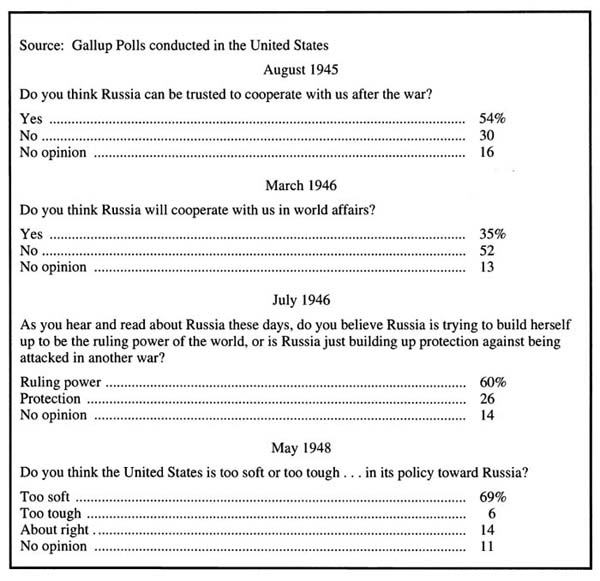 Source: Gallup Polls conducted in the United States
August 1945
Do you think Russia can be trusted to cooperate with us after the war?
Yes ........................................................ 54%
No ........................................................ 30
No opinion ........................................................ 16
March 1946
Do you think Russia will cooperate with us in world affairs?
Yes ........................................................ 35%
No ........................................................ 52
No opinion ........................................................ 13
July 1946
As you hear and read about Russia these days, do you believe Russia is trying to build herself
up to be the ruling power of the world, or is Russia just building up protection against being
attacked in another war?
Ruling power ........................................................ 60%
Protection ........................................................ 26
No opinion ........................................................ 14
May 1948
Do you think the United States is too soft or too tough . . . in its policy toward Russia?
Too soft ........................................................ 69%
Too tough ........................................................ 6
About right ........................................................ 14
No opinion ........................................................ 11